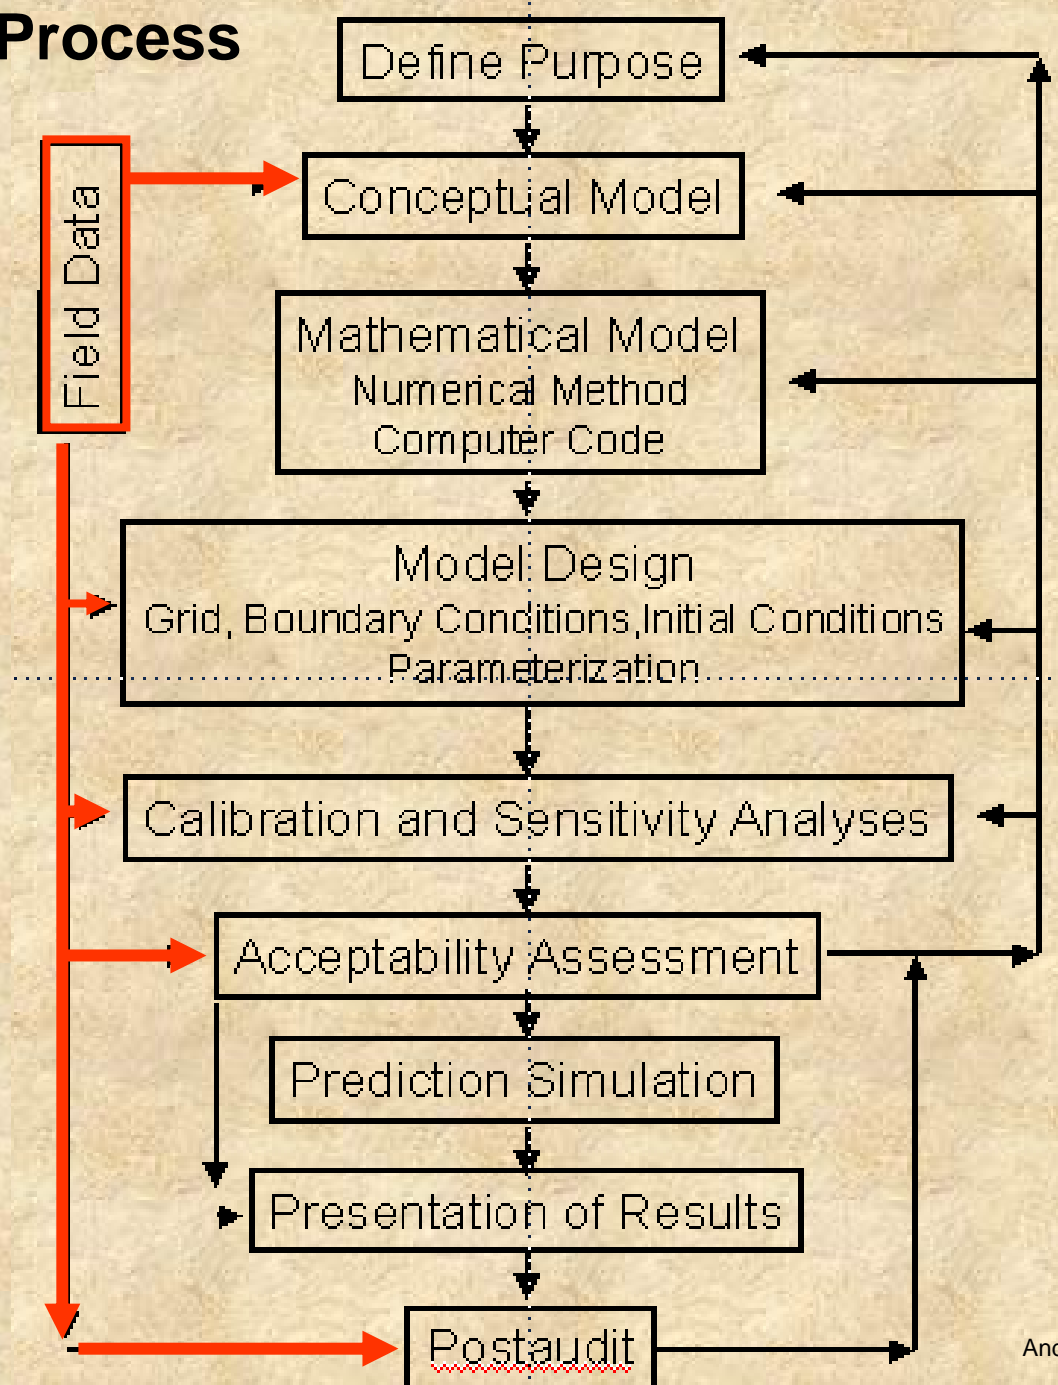 Process
Define Purpose
Field Data
Conceptual Model
Mathematical Model
Numerical Method
Computer Code
Model Design
Grid, Boundary Conditions,Initial Conditions
Parameterization
Calibration and Sensitivity Analyses
Acceptability Assessment
Prediction Simulation
Presentation of Results
Postaudit